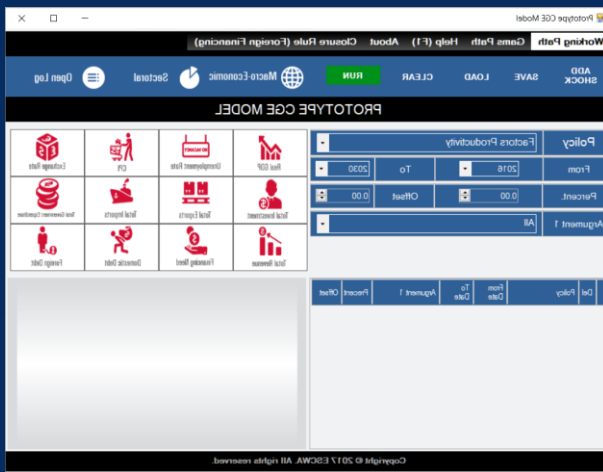 Prototype CGE Model
Working Path Gams Path Help (F1) About Closure Rule (Foreign Financing)
ADD SHOCK SAVE LOAD CLEAR RUN Macro-Economic Sectoral Open Log
PROTOTYPE CGE MODEL
Policy Factors Productivity
From 2016 To 2030
Percent. 0.00 Offset 0.00
Argument 1 All
Real GDP Unemployment Rate CPI Exchange Rate
Total Investment Total Exports Total Imports Total Government Expenditure
Total Revenue Financing Need Domestic Debt Foreign Debt
Del Policy From Date To Date Argument 1 Precent Offset
Copyright © 2017 ESCWA. All rights reserved.